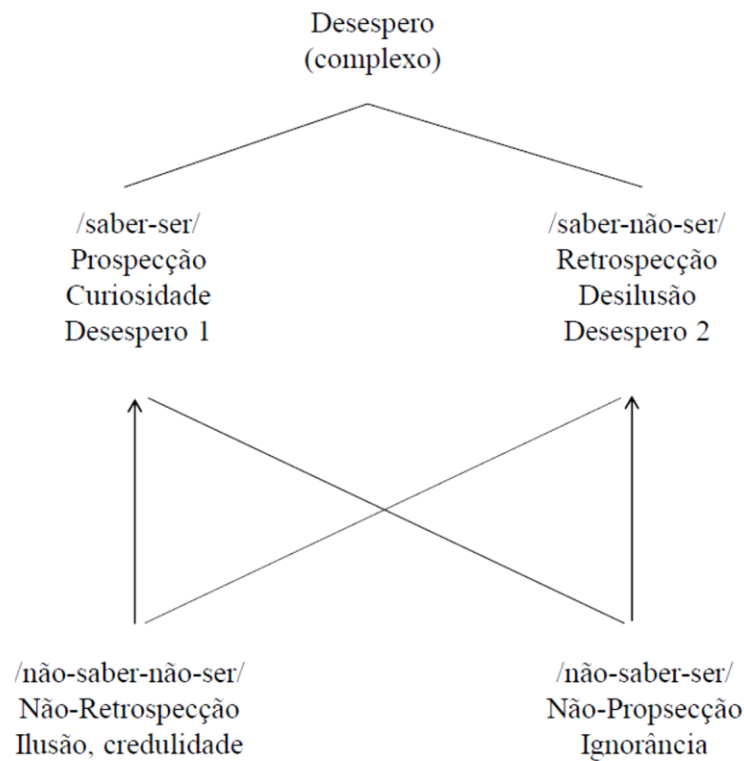 Desespero
(complexo)
/saber-ser/
Prospecção
Curiosidade
Desespero 1
/saber-não-ser/
Retrospecção
Desilusão
Desespero 2
/não-saber-não-ser/
Não-Retrospecção
Ilusão, credulidade
/não-saber-ser/
Não-Propsecção
Ignorância